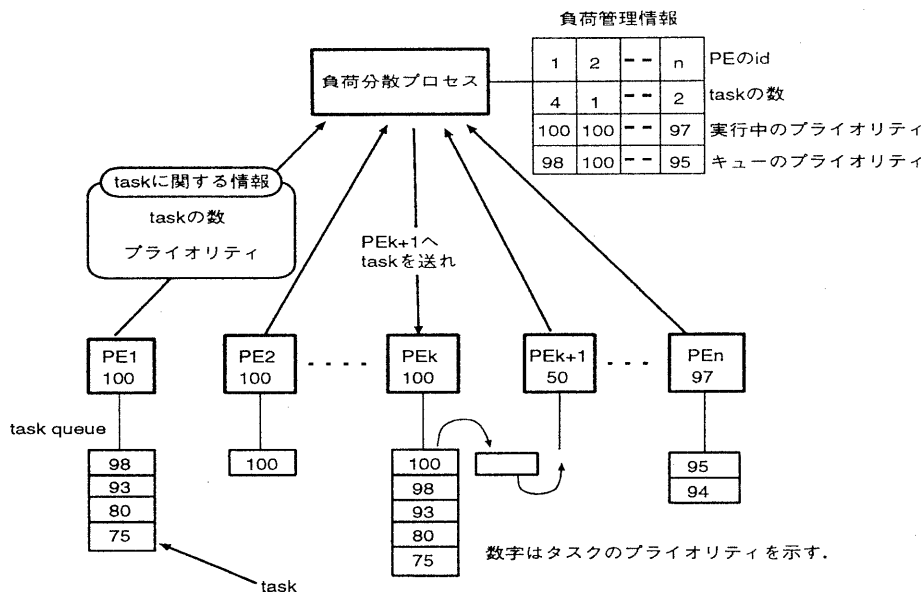 負荷管理情報
1 2 -- n PEのid
4 1 -- 2 taskの数
100 100 -- 97 実行中のプライオリティ
98 100 -- 95 キューのプライオリティ
負荷分散プロセス
taskに関する情報
taskの数
プライオリティ
PEk+1へ
taskを送れ
PE1
100
PE2
100
PEk
100
PEk+1
50
PEn
97
task queue
98
93
80
75
100
100
98
93
80
75
95
94
数字はタスクのプライオリティを示す.
task